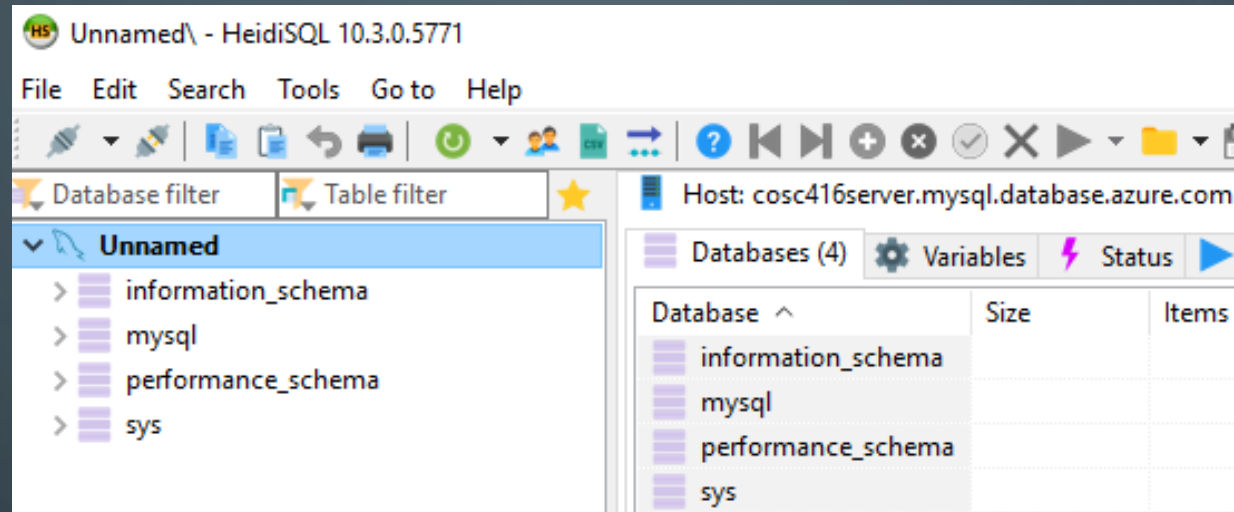 HS Unnamed\ - HeidiSQL 10.3.0.5771
File Edit Search Tools Go to Help
CSV
Database filter Table filter
Host: cosc416server.mysql.database.azure.com
Unnamed
information_schema
mysql
performance_schema
sys
Databases (4) Variables Status
Database Size Items
information_schema
mysql
performance_schema
sys